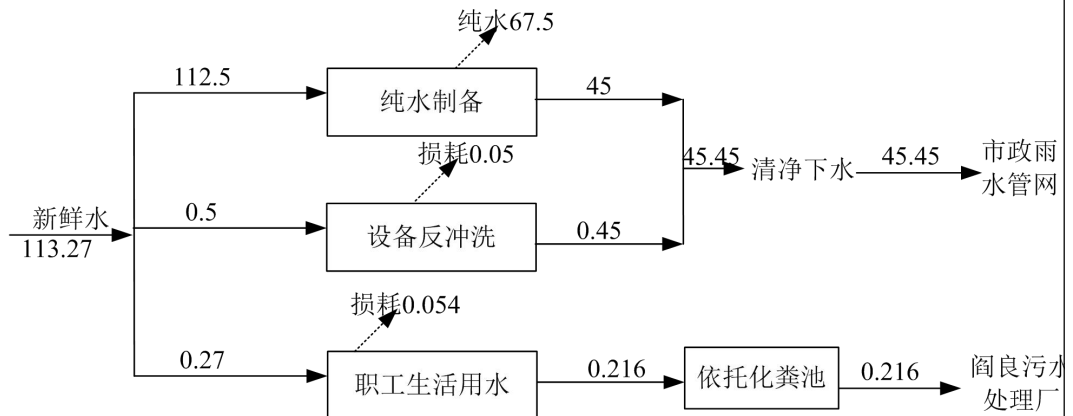 纯水67.5
112.5
纯水制备
45
损耗0.05
45.45
清净下水
45.45
市政雨
水管网
新鲜水
113.27
0.5
设备反冲洗
0.45
损耗0.054
0.27
职工生活用水
0.216
依托化粪池
0.216
阎良污水
处理厂